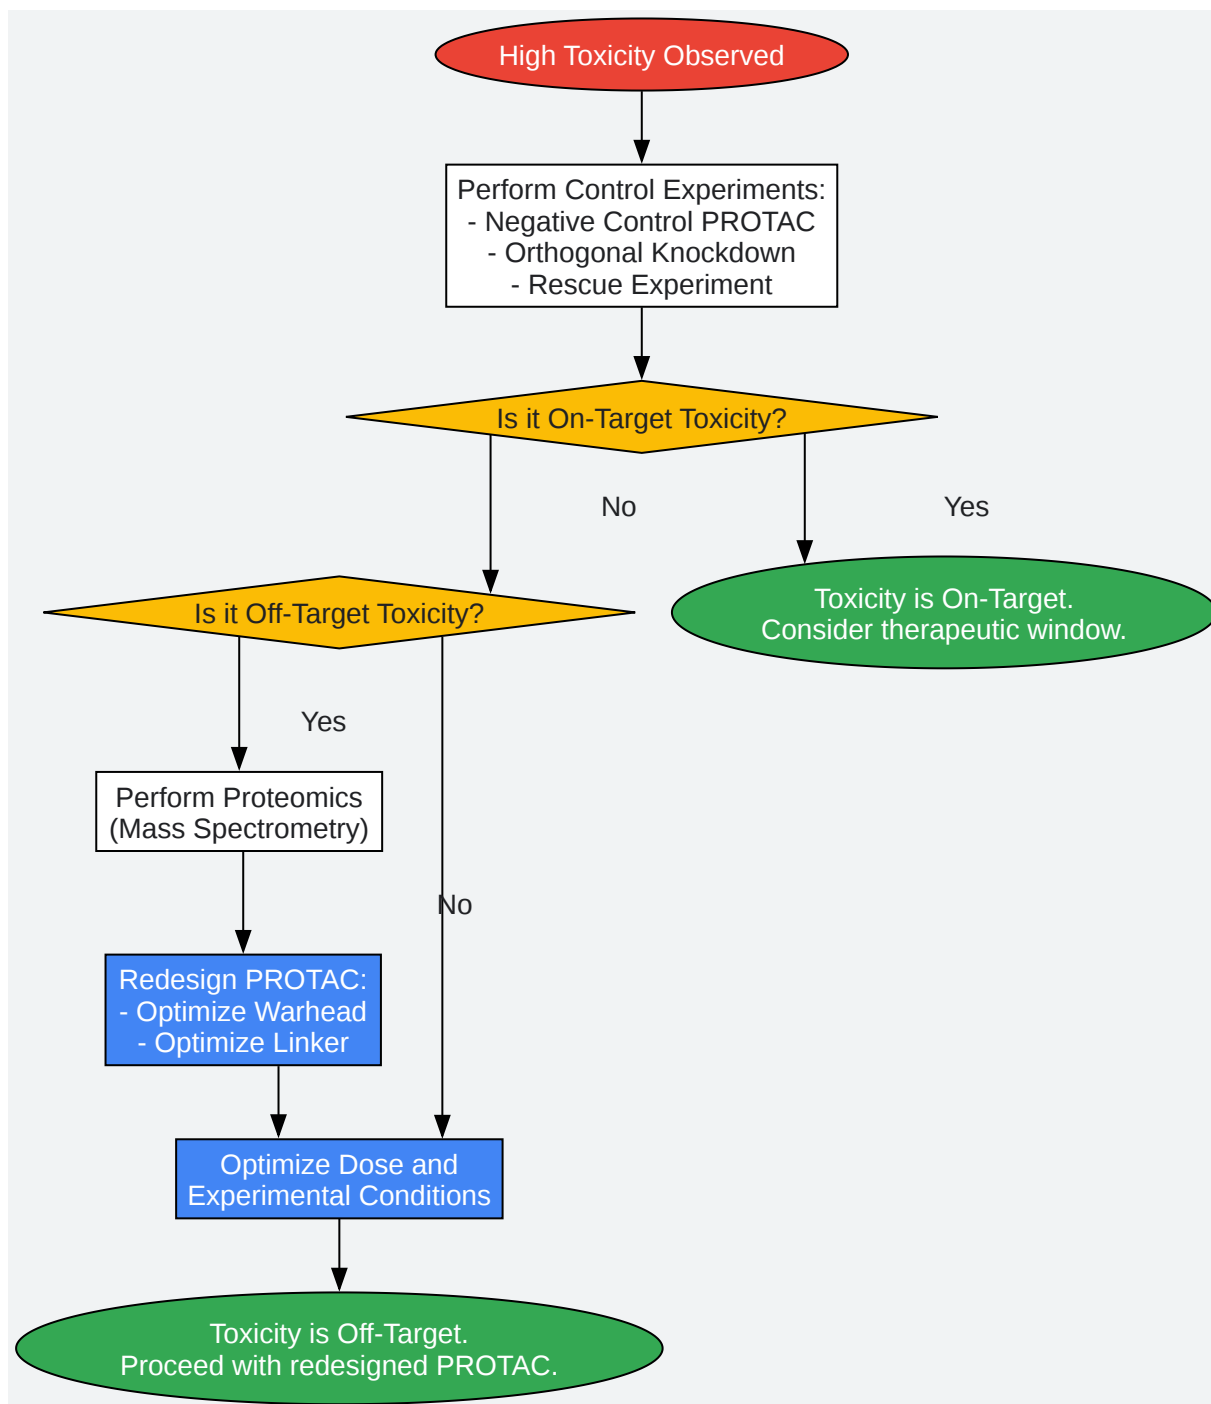 High Toxicity Observed
Perform Control Experiments:
- Negative Control PROTAC
- Orthogonal Knockdown
- Rescue Experiment
Is it On-Target Toxicity?
No
Yes
Is it Off-Target Toxicity?
Toxicity is On-Target.
Consider therapeutic window.
Yes
Perform Proteomics
(Mass Spectrometry)
No
Redesign PROTAC:
- Optimize Warhead
- Optimize Linker
Optimize Dose and
Experimental Conditions
Toxicity is Off-Target.
Proceed with redesigned PROTAC.